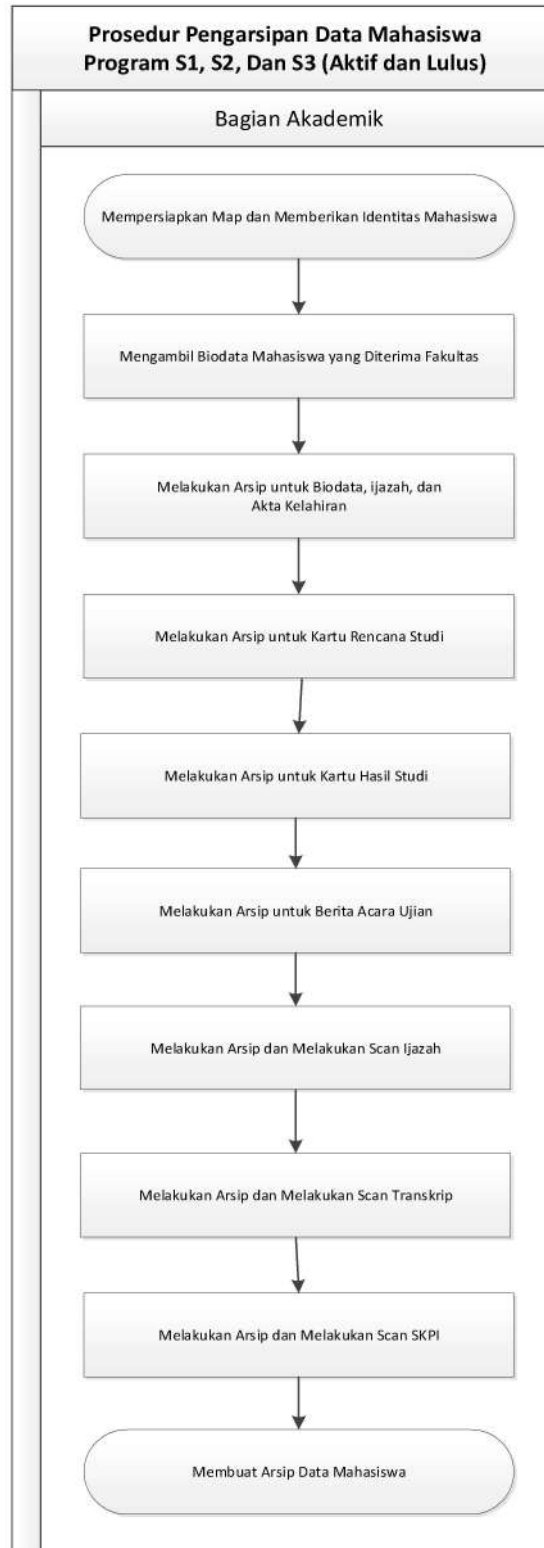 Prosedur Pengarsipan Data Mahasiswa
Program S1, S2, Dan S3 (Aktif dan Lulus)
Bagian Akademik
Mempersiapkan Map dan Memberikan Identitas Mahasiswa
Mengambil Biodata Mahasiswa yang Diterima Fakultas
Melakukan Arsip untuk Biodata, ijazah, dan
Akta Kelahiran
Melakukan Arsip untuk Kartu Rencana Studi
Melakukan Arsip untuk Kartu Hasil Studi
Melakukan Arsip untuk Berita Acara Ujian
Melakukan Arsip dan Melakukan Scan Ijazah
Melakukan Arsip dan Melakukan Scan Transkrip
Melakukan Arsip dan Melakukan Scan SKPI
Membuat Arsip Data Mahasiswa